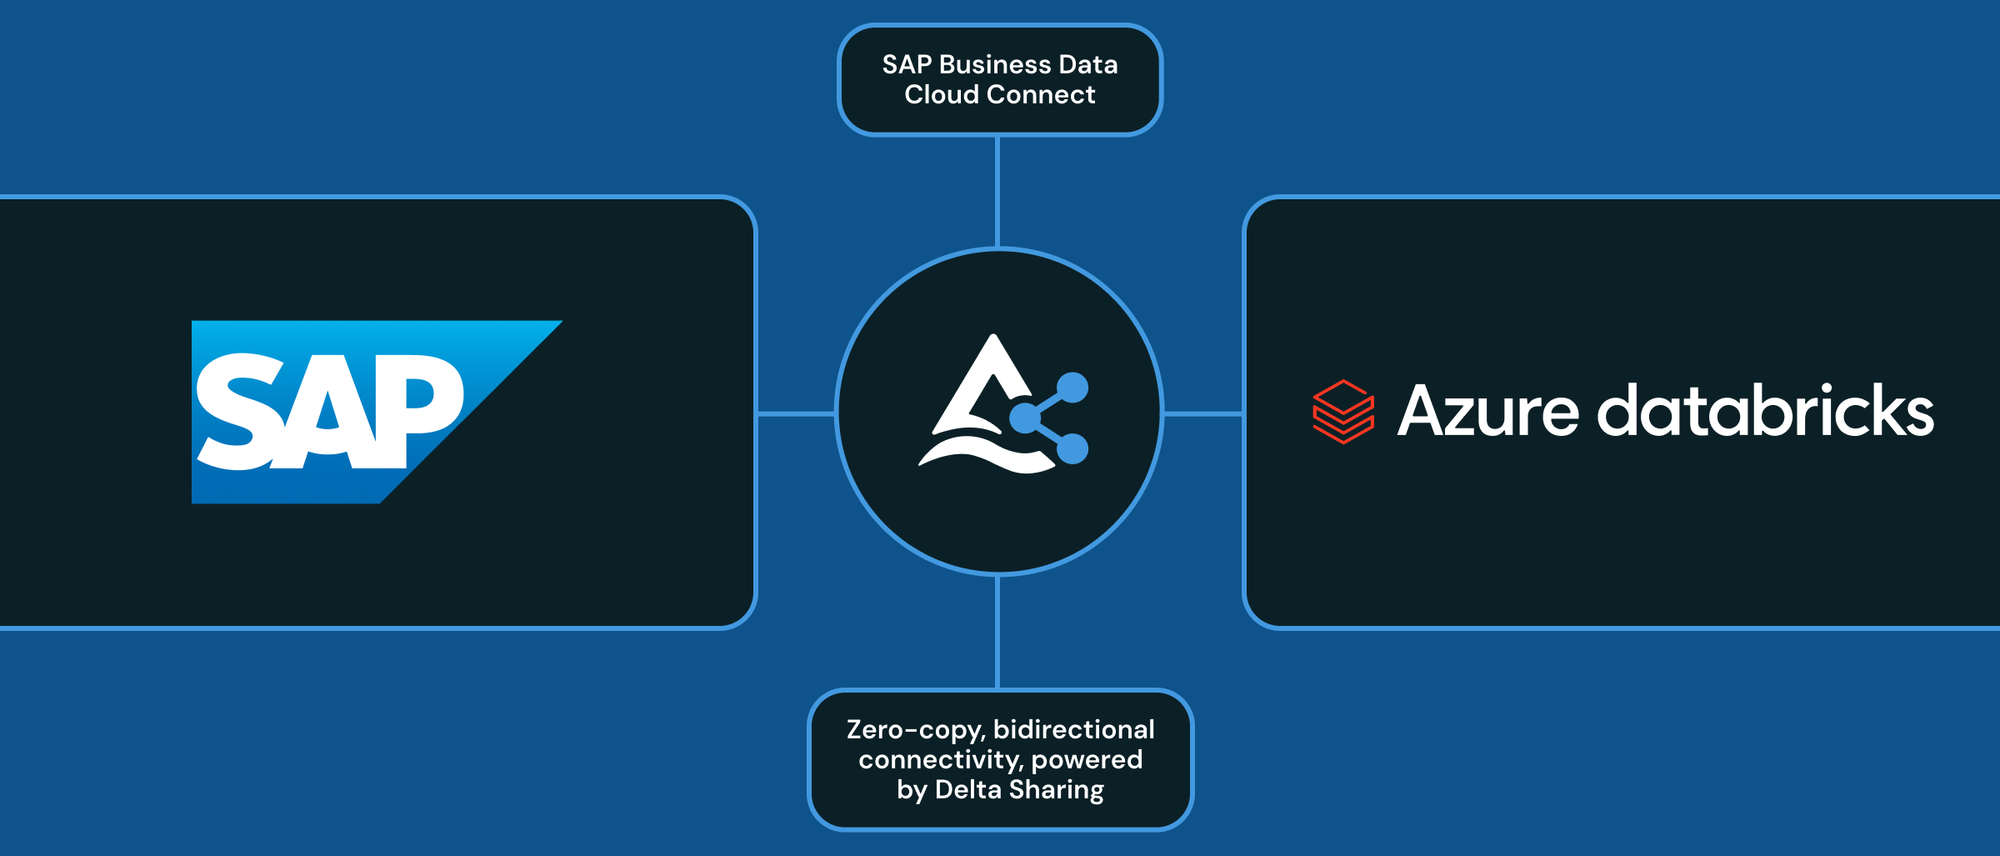 SAP Business Data
Cloud Connect
SAP
Azure databricks
Zero-copy, bidirectional
connectivity, powered
by Delta Sharing